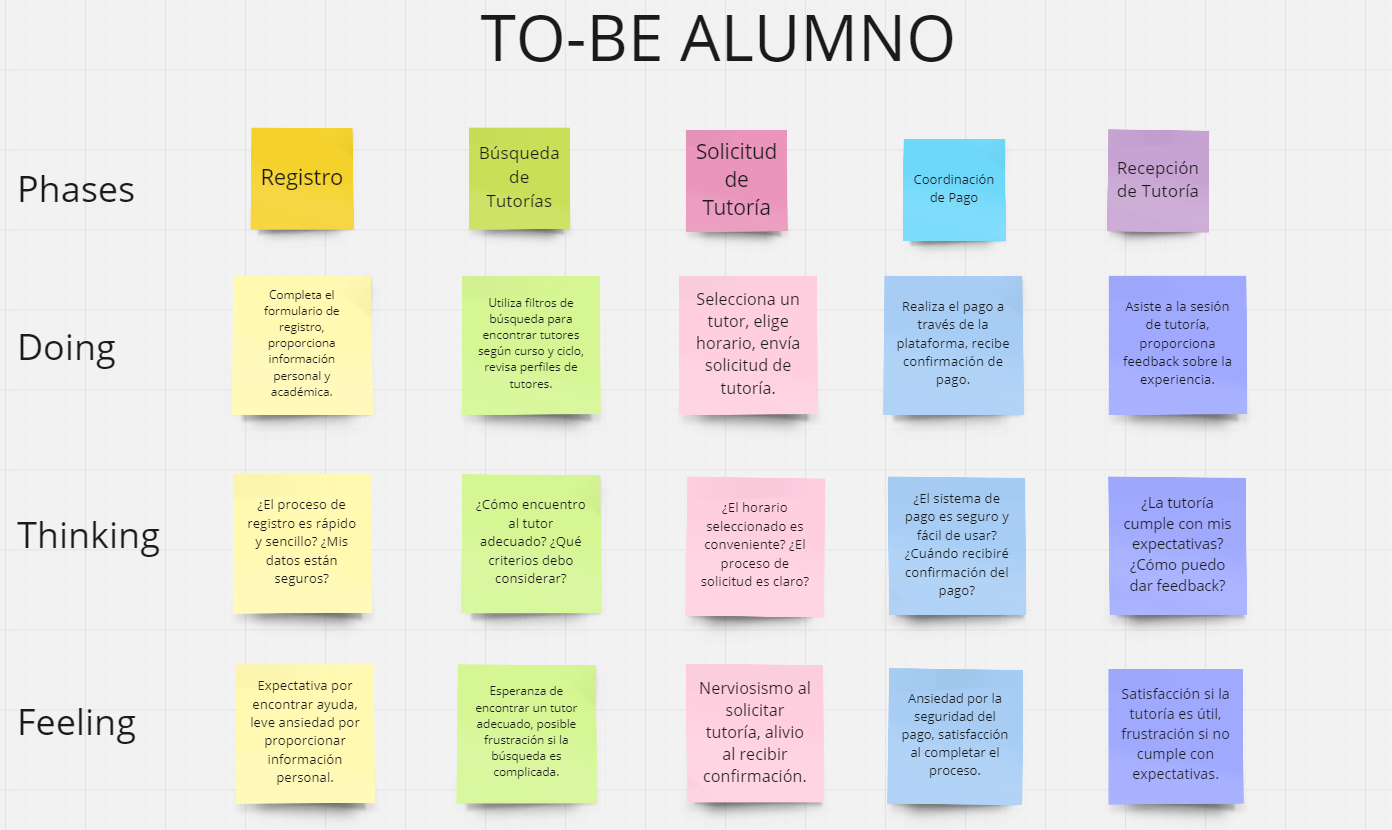 TO-BE ALUMNO
Phases
Registro
Búsqueda
de
Tutorías
Solicitud
de
Tutoría
Coordinación
de Pago
Recepción
de Tutoría
Doing
Completa el
formulario de
registro,
proporciona
información
personal y
académica.
Utiliza filtros de
búsqueda para
encontrar tutores
según curso y ciclo,
revisa perfiles de
tutores.
Selecciona un
tutor, elige
horario, envía
solicitud de
tutoría.
Realiza el pago a
través de la
plataforma, recibe
confirmación de
pago.
Asiste a la sesión
de tutoría,
proporciona
feedback sobre la
experiencia.
Thinking
¿El proceso de
registro es rápido
y sencillo? ¿Mis
datos están
seguros?
¿Cómo encuentro
al tutor
adecuado? ¿Qué
criterios debo
considerar?
¿El horario
seleccionado es
conveniente? ¿El
proceso de
solicitud es claro?
¿El sistema de
pago es seguro y
fácil de usar?
¿Cuándo recibiré
confirmación del
pago?
¿La tutoría
cumple con mis
expectativas?
¿Cómo puedo
dar feedback?
Feeling
Expectativa por
encontrar ayuda,
leve ansiedad por
proporcionar
información
personal.
Esperanza de
encontrar un tutor
adecuado, posible
frustración si la
búsqueda es
complicada.
Nerviosismo al
solicitar
tutoría, alivio
al recibir
confirmación.
Ansiedad por la
seguridad del
pago, satisfacción
al completar el
proceso.
Satisfacción si la
tutoría es útil,
frustración si no
cumple con
expectativas.